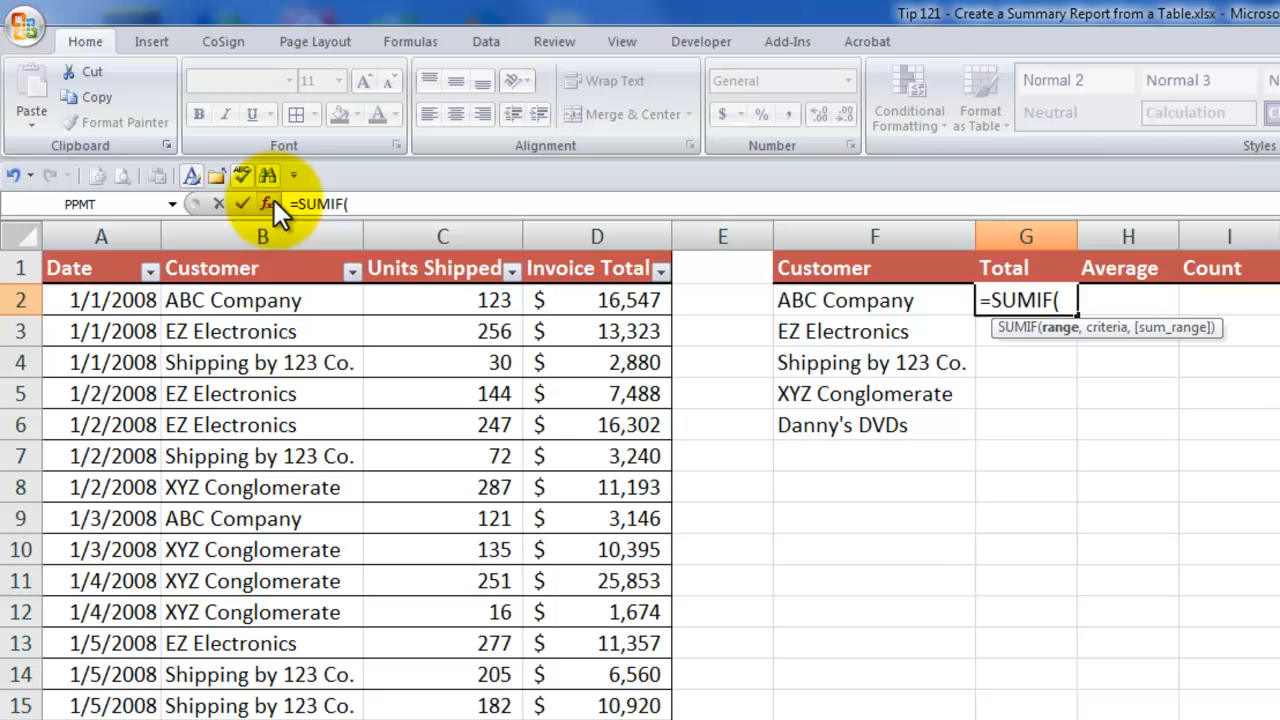 Tip 121 - Create a Summary Report from a Table.xlsx - Microso
Home Insert CoSign Page Layout Formulas Data Review View Developer Add-Ins Acrobat
Paste Cut Copy Format Painter
11 B I U
Wrap Text Merge & Center
General $ % ,
Conditional Formatting Format as Table
Normal 2 Normal 3 N
Neutral Calculation
Clipboard Font Alignment Number Styles
PPMT =SUMIF(
A B C D E F G H I
1 Date Customer Units Shipped Invoice Total Customer Total Average Count
2 1/1/2008 ABC Company 123 $ 16,547 ABC Company =SUMIF(
SUMIF(range, criteria, [sum_range])
3 1/1/2008 EZ Electronics 256 $ 13,323 EZ Electronics
4 1/1/2008 Shipping by 123 Co. 30 $ 2,880 Shipping by 123 Co.
5 1/2/2008 EZ Electronics 144 $ 7,488 XYZ Conglomerate
6 1/2/2008 EZ Electronics 247 $ 16,302 Danny's DVDs
7 1/2/2008 Shipping by 123 Co. 72 $ 3,240
8 1/2/2008 XYZ Conglomerate 287 $ 11,193
9 1/3/2008 ABC Company 121 $ 3,146
10 1/3/2008 XYZ Conglomerate 135 $ 10,395
11 1/4/2008 XYZ Conglomerate 251 $ 25,853
12 1/4/2008 XYZ Conglomerate 16 $ 1,674
13 1/5/2008 EZ Electronics 277 $ 11,357
14 1/5/2008 Shipping by 123 Co. 205 $ 6,560
15 1/5/2008 Shipping by 123 Co. 182 $ 10,920